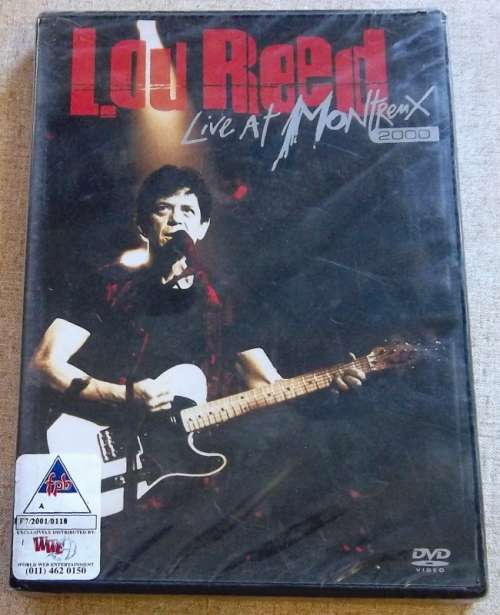 Lou Reed
Live At Montreux
2000
fpb
A
F7/2001/0118
EXCLUSIVELY DISTRIBUTED BY:
WWE
WORLD WEB ENTERTAINMENT
(011) 462 0150
DVD
VIDEO